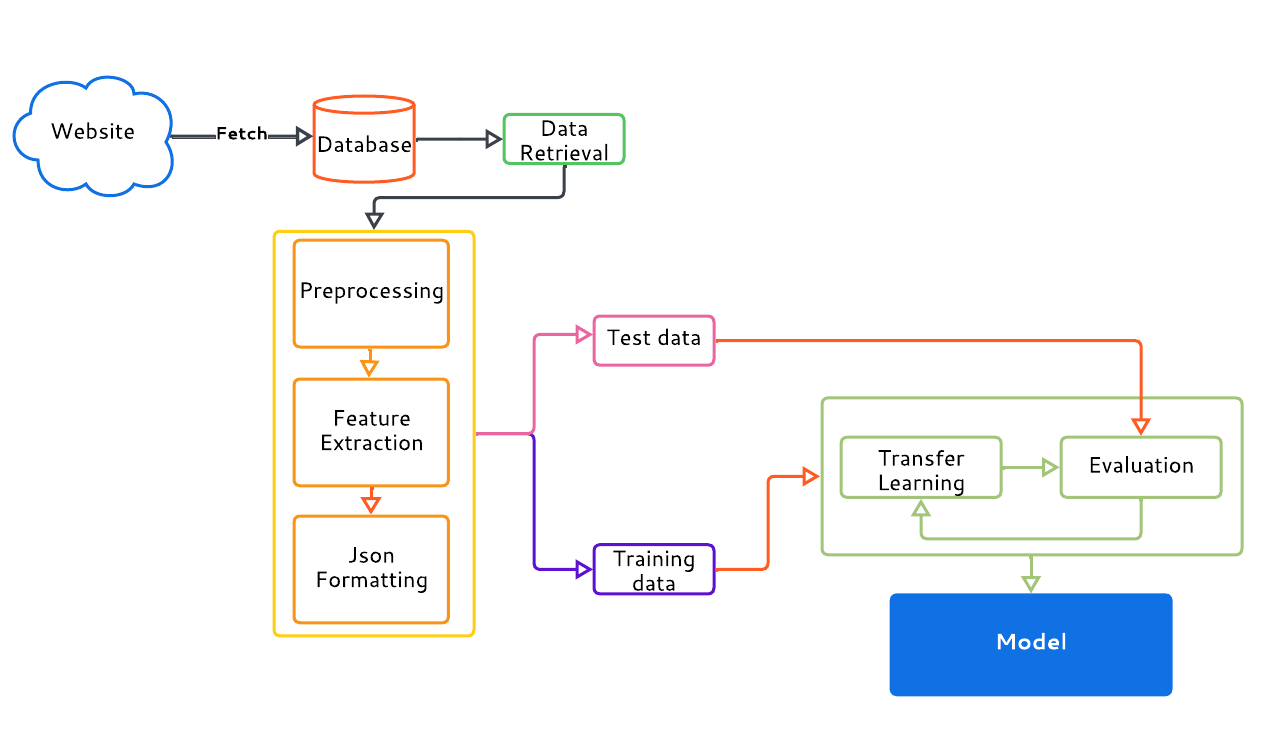 Website
Fetch
Database
Data
Retrieval
Preprocessing
Feature
Extraction
Json
Formatting
Test data
Training
data
Transfer
Learning
Evaluation
Model